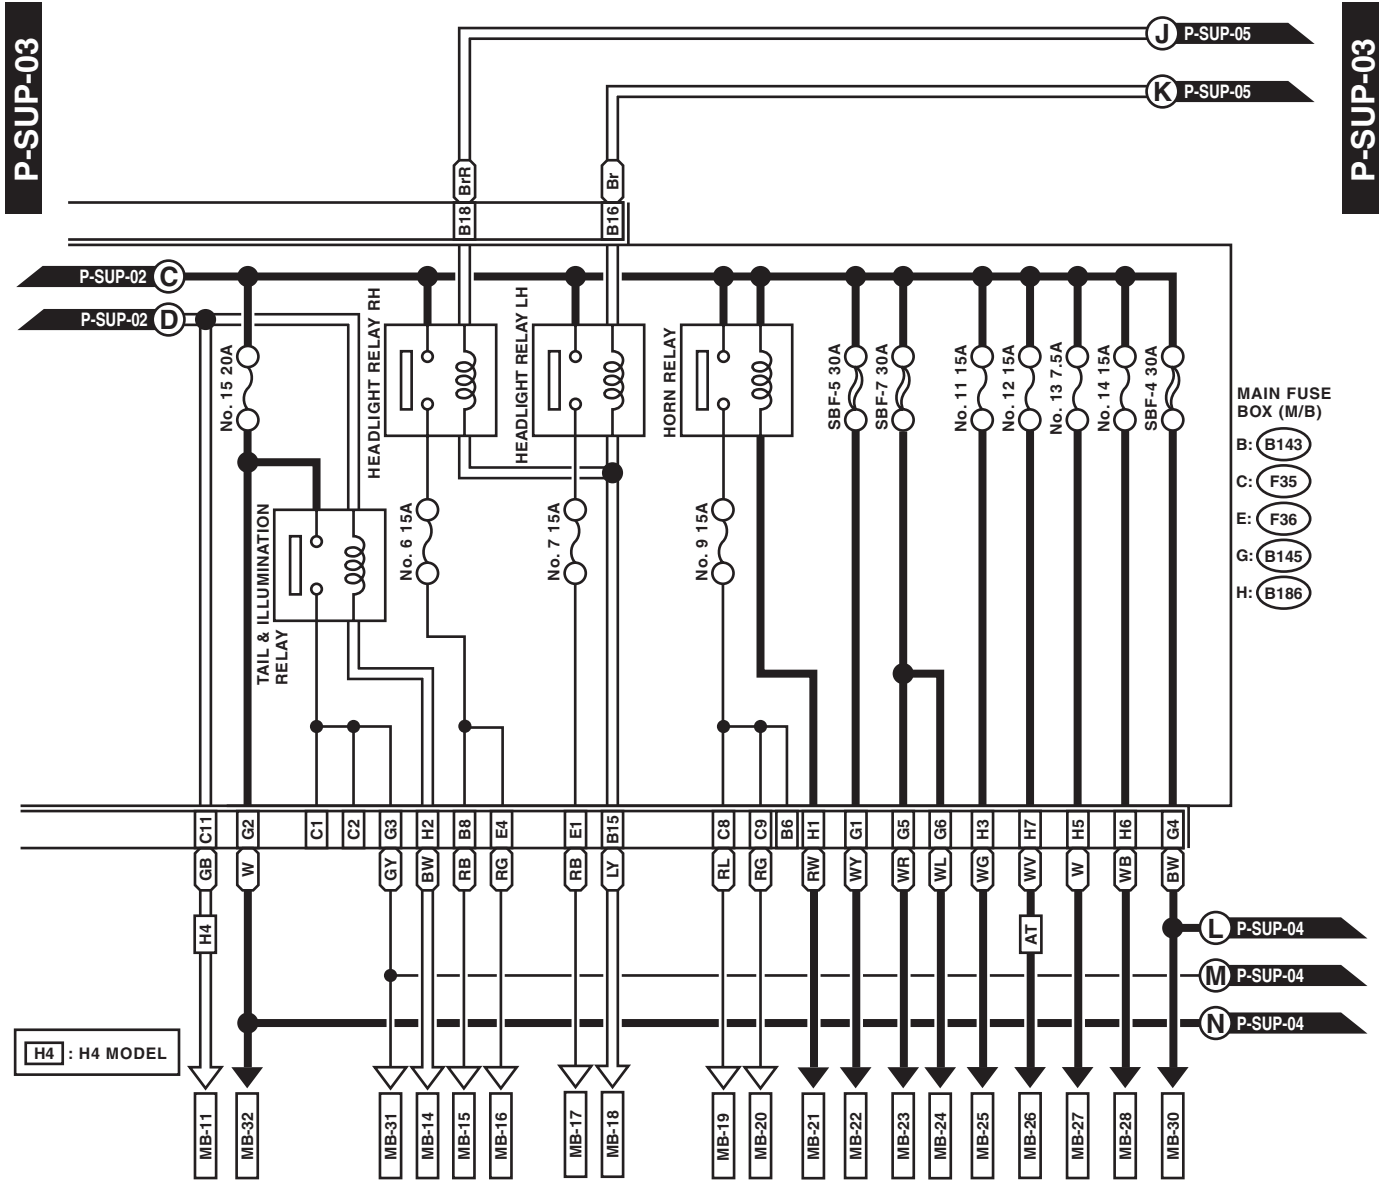 P-SUP-03
P-SUP-03
J P-SUP-05
K P-SUP-05
BrR
Br
B18
B16
P-SUP-02 C
P-SUP-02 D
No. 15 20A
HEADLIGHT RELAY RH
HEADLIGHT RELAY LH
HORN RELAY
SBF-5 30A
SBF-7 30A
No. 11 15A
No. 12 15A
No. 13 7.5A
No. 14 15A
SBF-4 30A
MAIN FUSE
BOX (M/B)
B: B143
C: F35
E: F36
G: B145
H: B186
TAIL & ILLUMINATION
RELAY
No. 6 15A
No. 7 15A
No. 9 15A
C11 G2 C1 C2 G3 H2 B8 E4 E1 B15 C8 C9 B6 H1 G1 G5 G6 H3 H7 H5 H6 G4
GB W GY BW RB RG RB LY RL RG RW WY WR WL WG WV W WB BW
H4
AT
L P-SUP-04
M P-SUP-04
N P-SUP-04
H4 : H4 MODEL
MB-11 MB-32 MB-31 MB-14 MB-15 MB-16 MB-17 MB-18 MB-19 MB-20 MB-21 MB-22 MB-23 MB-24 MB-25 MB-26 MB-27 MB-28 MB-30